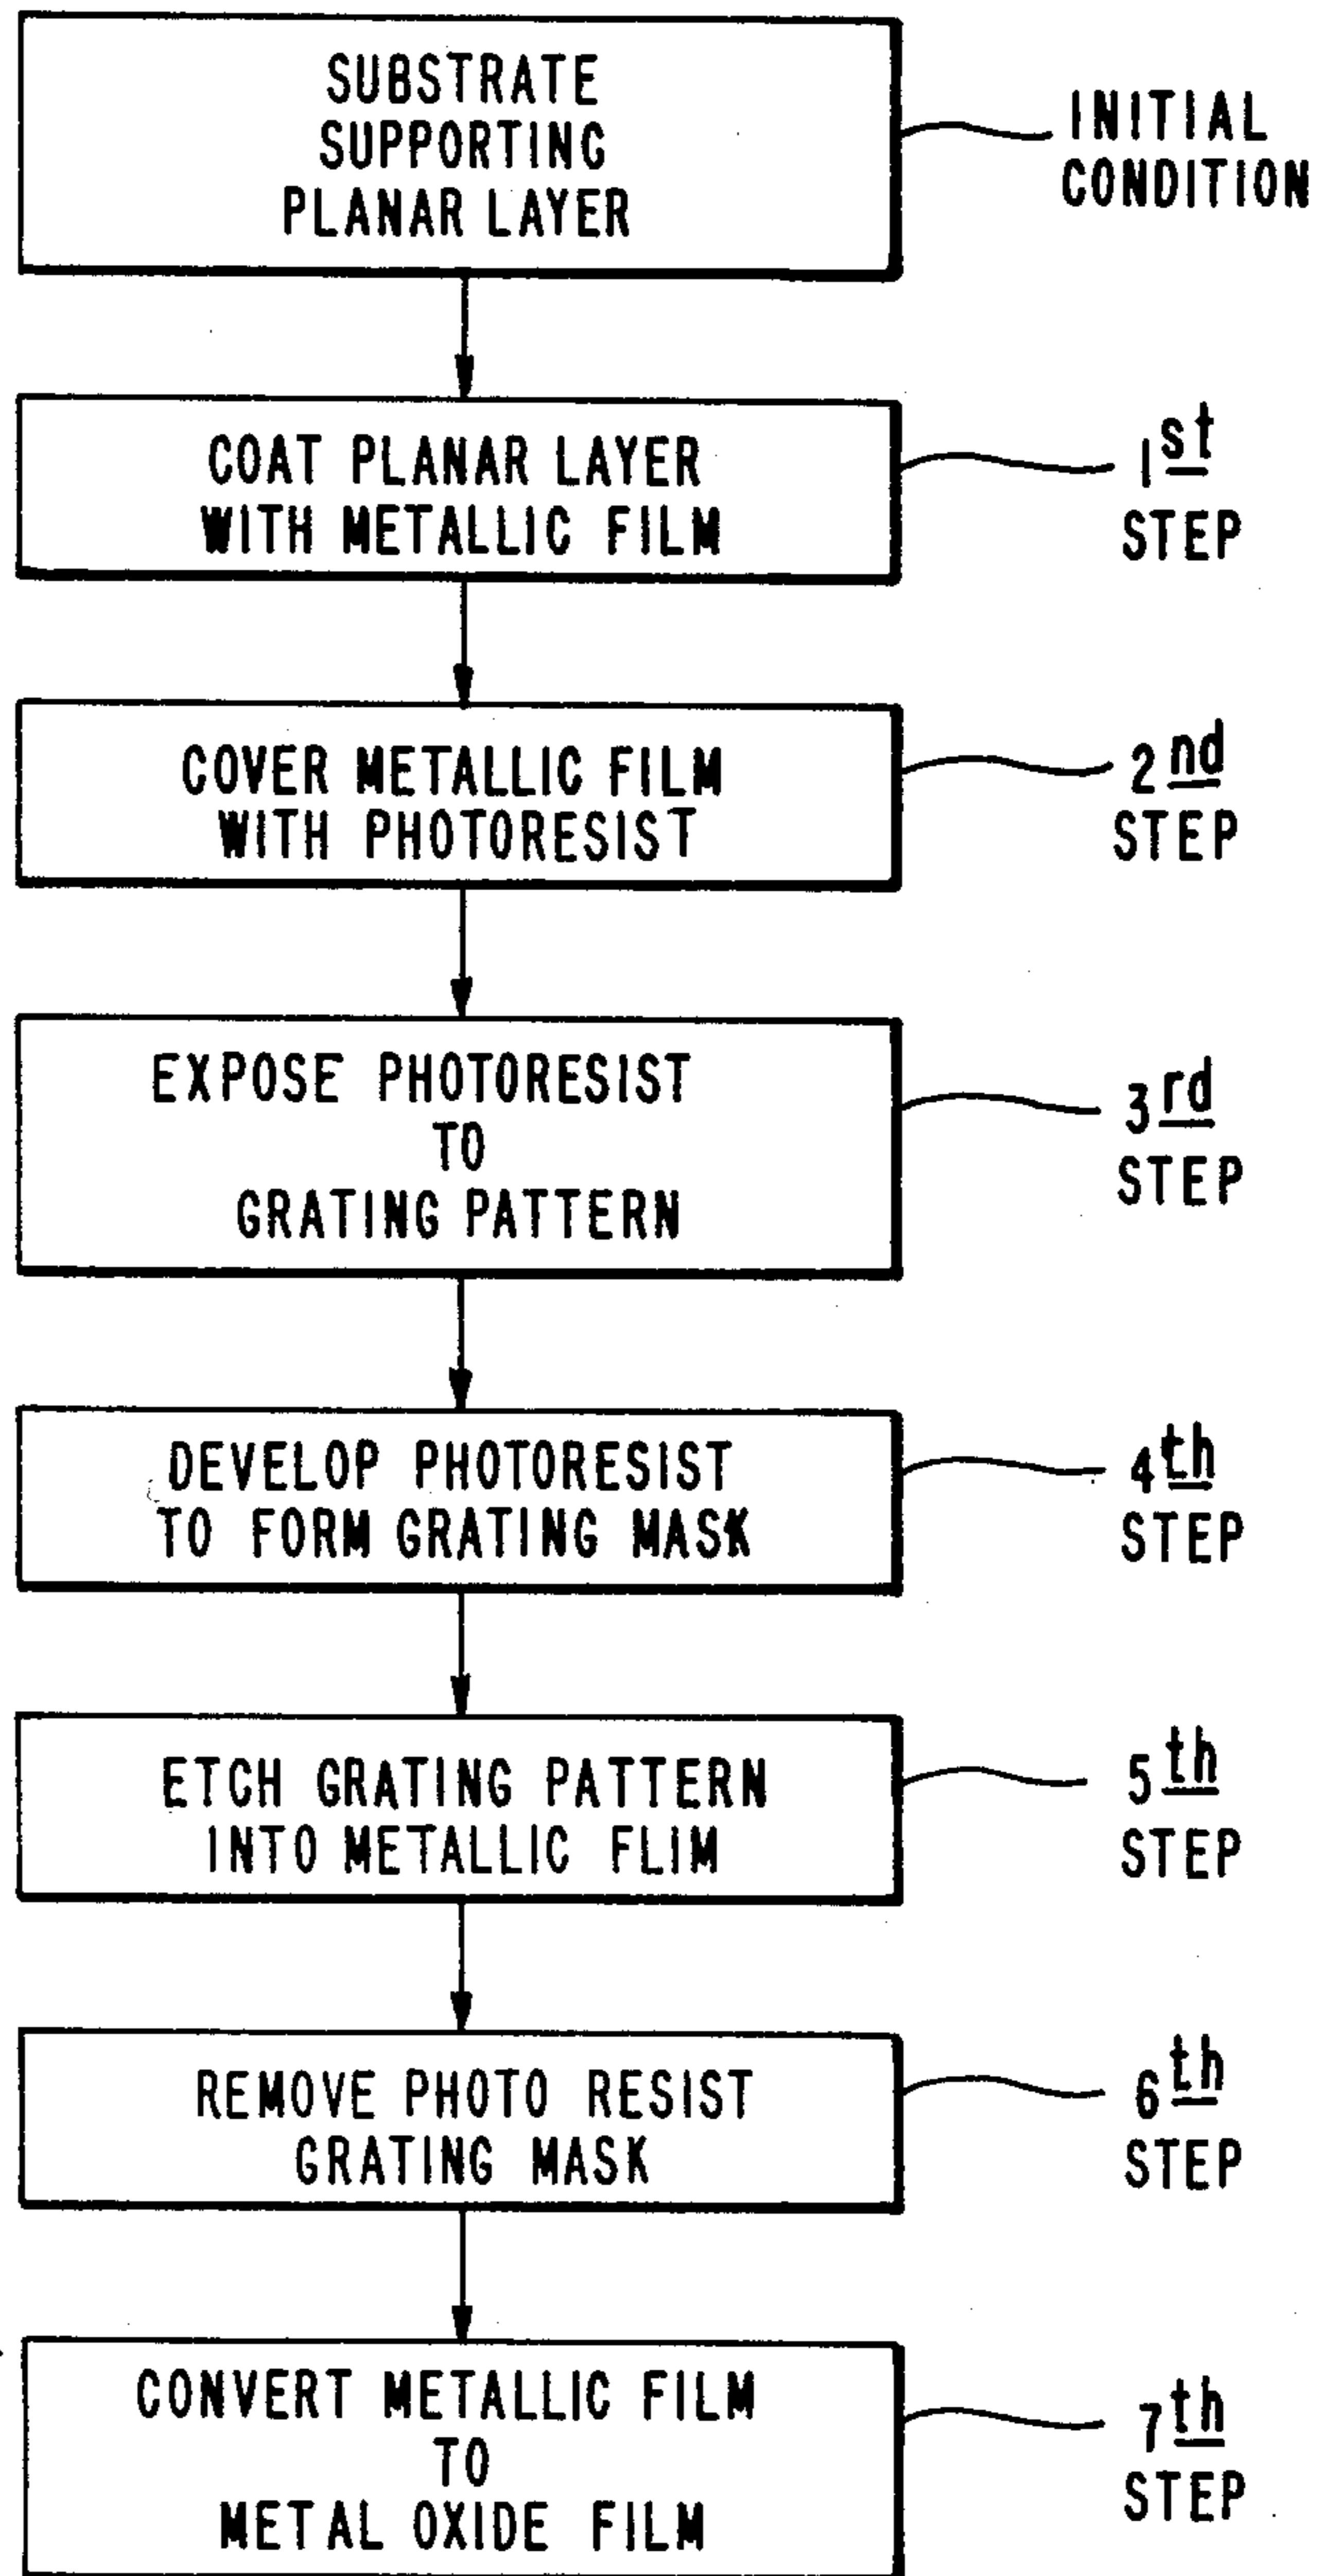 SUBSTRATE
SUPPORTING
PLANAR LAYER
INITIAL
CONDITION
COAT PLANAR LAYER
WITH METALLIC FILM
1st
STEP
COVER METALLIC FILM
WITH PHOTORESIST
2nd
STEP
EXPOSE PHOTORESIST
TO
GRATING PATTERN
3rd
STEP
DEVELOP PHOTORESIST
TO FORM GRATING MASK
4th
STEP
ETCH GRATING PATTERN
INTO METALLIC FLIM
5th
STEP
REMOVE PHOTO RESIST
GRATING MASK
6th
STEP
CONVERT METALLIC FILM
TO
METAL OXIDE FILM
7th
STEP